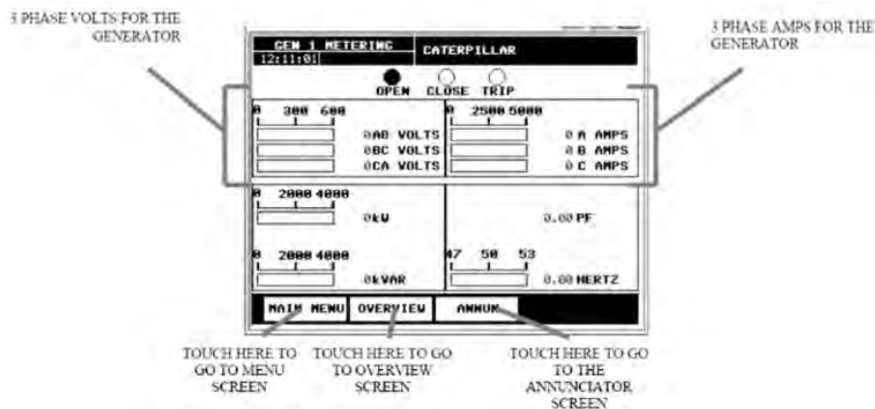 3 PHASE VOLTS FOR THE
GENERATOR
3 PHASE AMPS FOR THE
GENERATOR
GEN 1 METERING
12:11:01
CATERPILLAR
OPEN CLOSE TRIP
0 300 600
0AB VOLTS
0BC VOLTS
0CA VOLTS
0 2500 5000
0 A AMPS
0 B AMPS
0 C AMPS
0 2000 4000
0kW
0.00 PF
0 2000 4000
0kVAR
47 50 53
0.00 HERTZ
MAIN MENU OVERVIEW ANNUN
TOUCH HERE TO
GO TO MENU
SCREEN
TOUCH HERE TO GO
TO OVERVIEW
SCREEN
TOUCH HERE TO GO
TO THE
ANNUNCIATOR
SCREEN